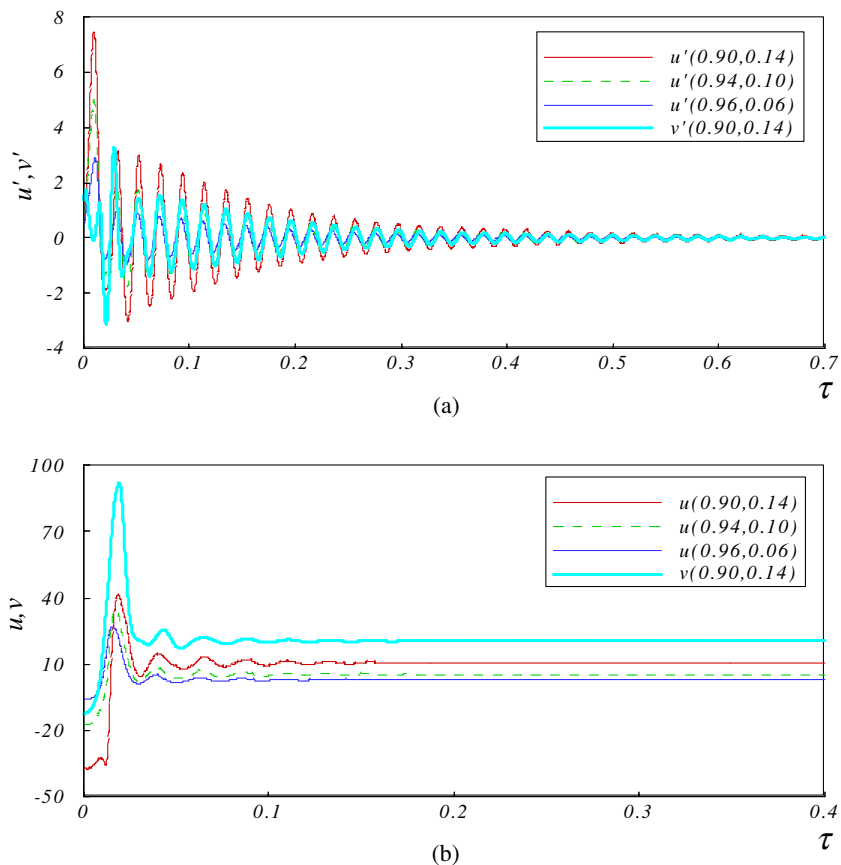 8
6
4
2
0
-2
-4
u',v'
u'(0.90,0.14)
u'(0.94,0.10)
u'(0.96,0.06)
v'(0.90,0.14)
0 0.1 0.2 0.3 0.4 0.5 0.6 0.7
τ
(a)
100
70
40
10
-20
-50
u,v
u(0.90,0.14)
u(0.94,0.10)
u(0.96,0.06)
v(0.90,0.14)
0 0.1 0.2 0.3 0.4
τ
(b)